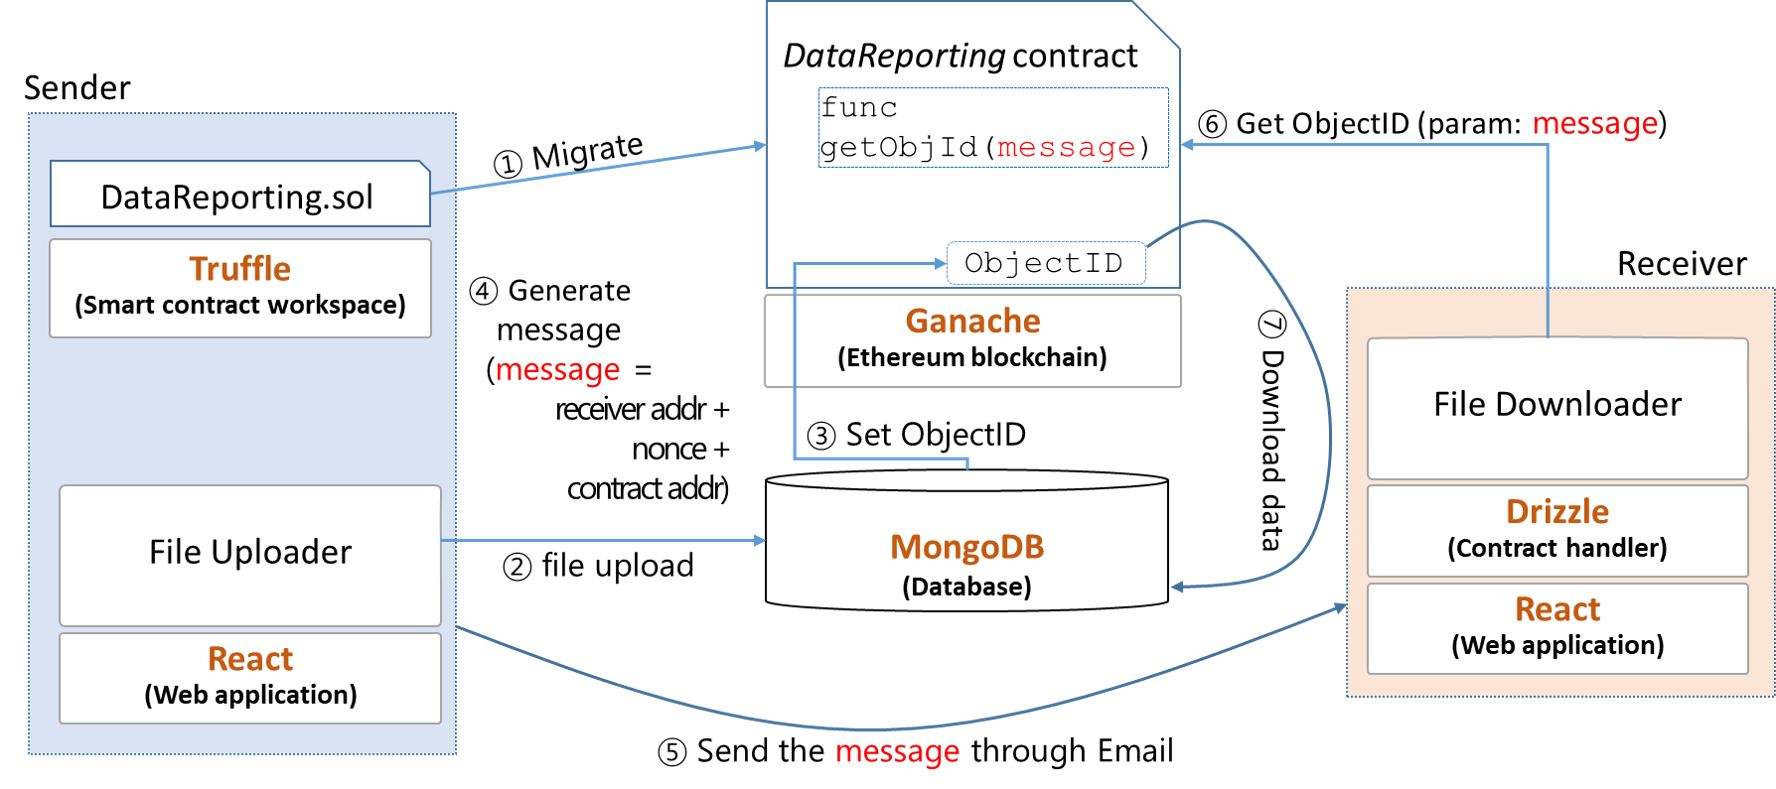 Sender
DataReporting.sol
Truffle
(Smart contract workspace)
File Uploader
React
(Web application)
① Migrate
DataReporting contract
func
getObjId(message)
ObjectID
Ganache
(Ethereum blockchain)
④ Generate
message
(message =
receiver addr +
nonce +
contract addr)
③ Set ObjectID
② file upload
MongoDB
(Database)
⑤ Send the message through Email
⑥ Get ObjectID (param: message)
⑦ Download data
Receiver
File Downloader
Drizzle
(Contract handler)
React
(Web application)